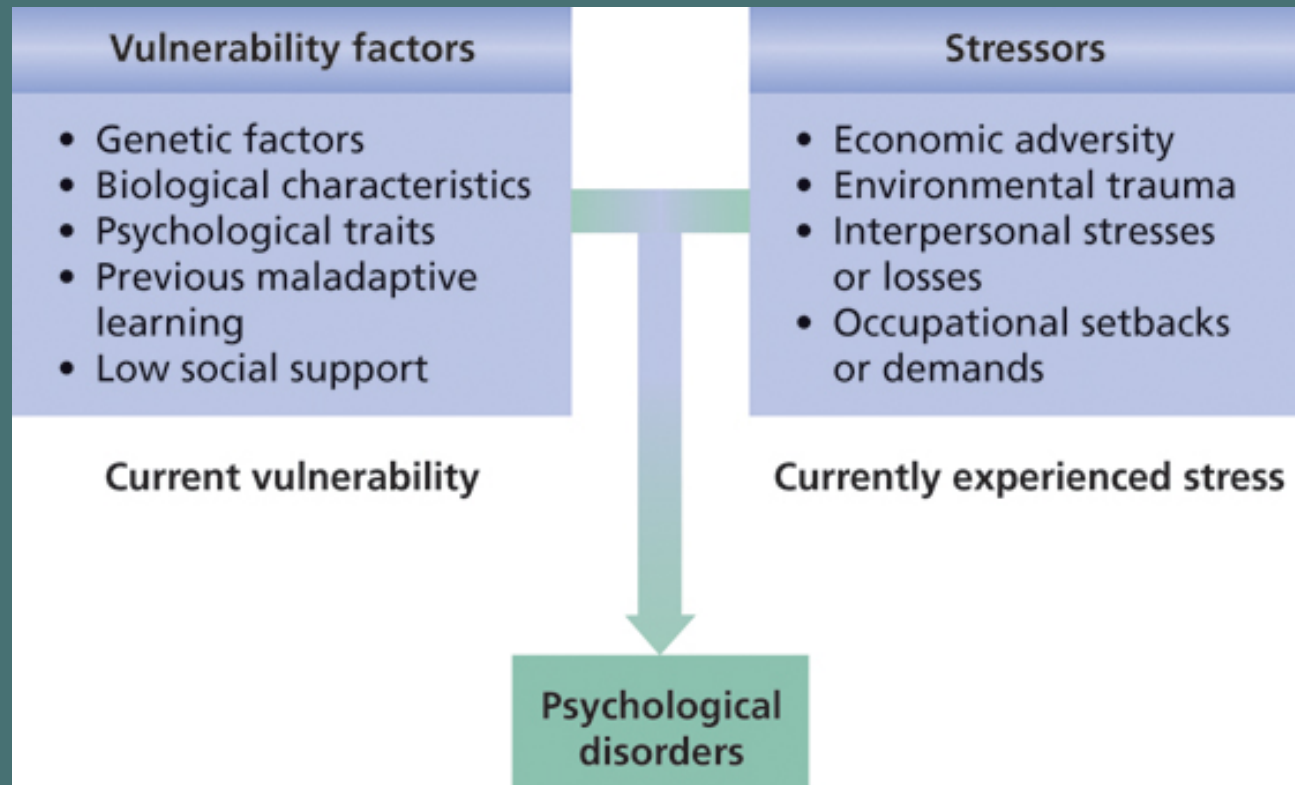 Vulnerability factors
• Genetic factors
• Biological characteristics
• Psychological traits
• Previous maladaptive
learning
• Low social support
Current vulnerability
Stressors
• Economic adversity
• Environmental trauma
• Interpersonal stresses
or losses
• Occupational setbacks
or demands
Currently experienced stress
Psychological
disorders